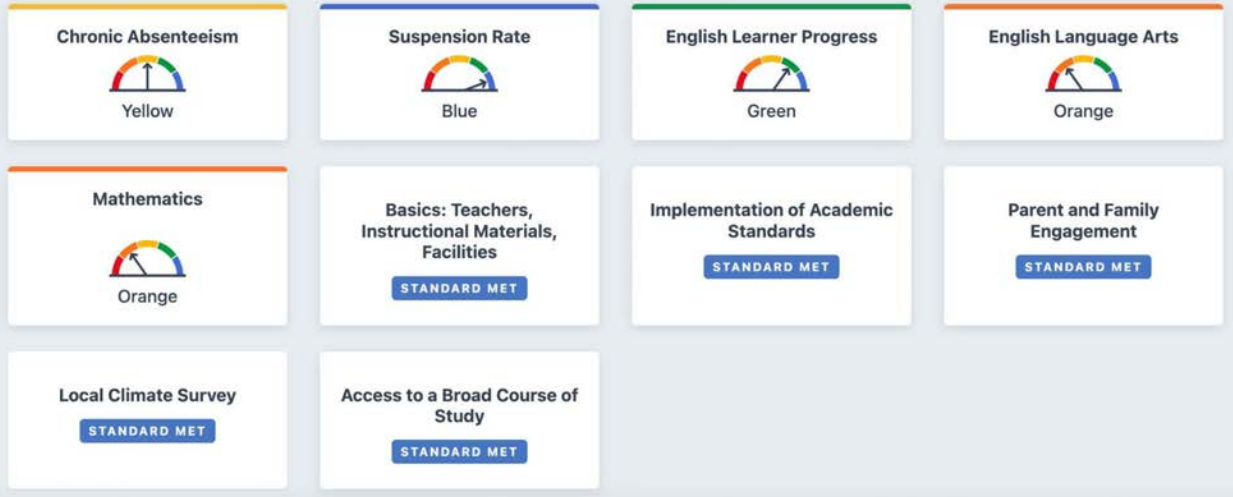 Chronic Absenteeism
Yellow
Suspension Rate
Blue
English Learner Progress
Green
English Language Arts
Orange
Mathematics
Orange
Basics: Teachers,
Instructional Materials,
Facilities
STANDARD MET
Implementation of Academic
Standards
STANDARD MET
Parent and Family
Engagement
STANDARD MET
Local Climate Survey
STANDARD MET
Access to a Broad Course of
Study
STANDARD MET